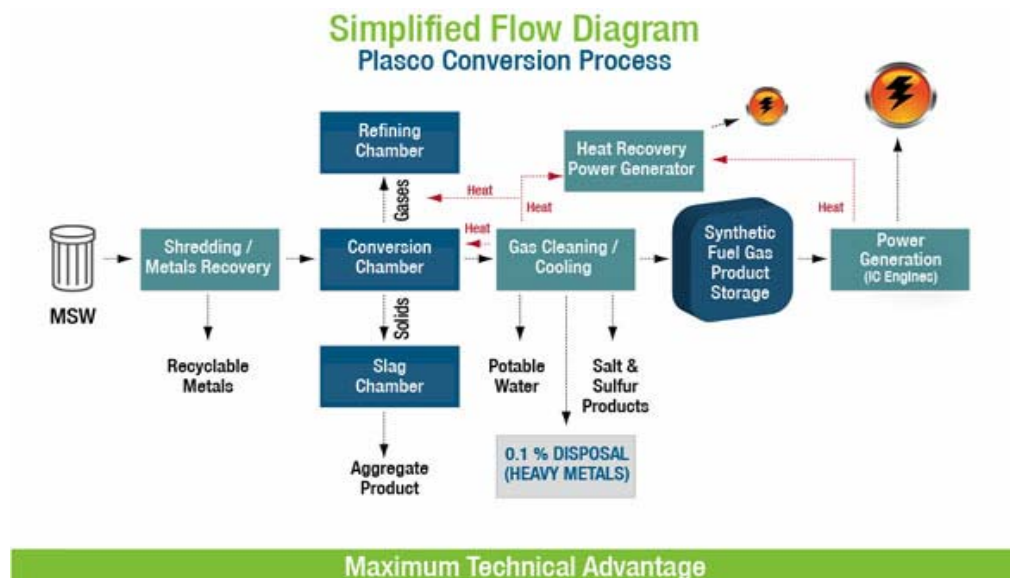 Simplified Flow Diagram
Plasco Conversion Process
Refining
Chamber
Heat Recovery
Power Generator
Gases
Heat
Heat
Heat
Heat
MSW
Shredding /
Metals Recovery
Conversion
Chamber
Gas Cleaning /
Cooling
Synthetic
Fuel Gas
Product
Storage
Power
Generation
(IC Engines)
Solids
Recyclable
Metals
Slag
Chamber
Potable
Water
Salt &
Sulfur
Products
Aggregate
Product
0.1 % DISPOSAL
(HEAVY METALS)
Maximum Technical Advantage